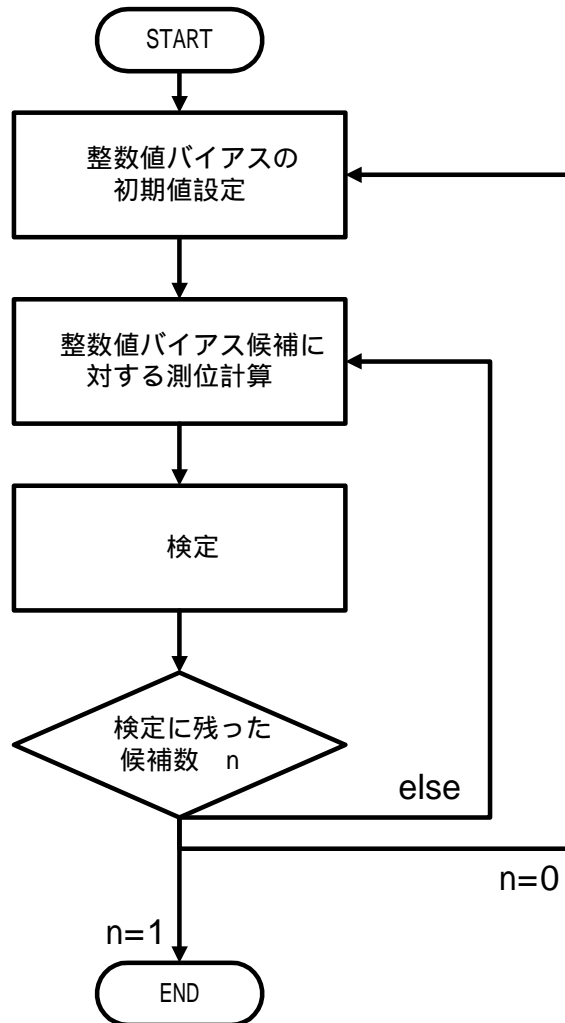 START
整数値バイアスの
初期値設定
整数値バイアス候補に
対する測位計算
検定
検定に残った
候補数 n
else
n=0
n=1
END